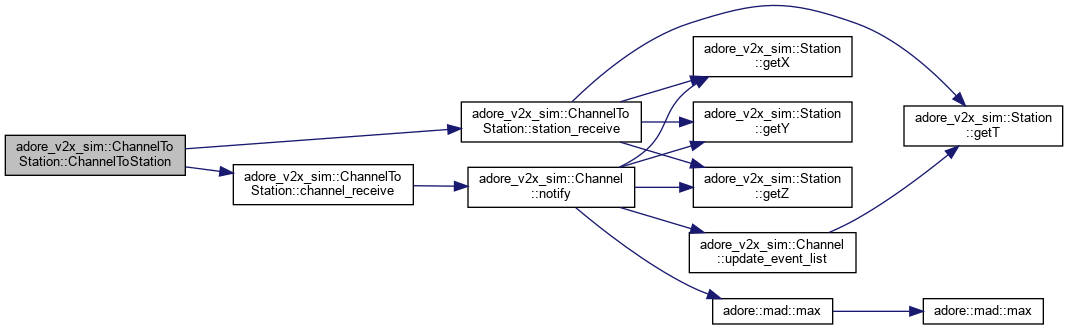 adore_v2x_sim::ChannelTo
Station::ChannelToStation
adore_v2x_sim::ChannelTo
Station::station_receive
adore_v2x_sim::ChannelTo
Station::channel_receive
adore_v2x_sim::Channel
::notify
adore_v2x_sim::Station
::getX
adore_v2x_sim::Station
::getY
adore_v2x_sim::Station
::getZ
adore_v2x_sim::Channel
::update_event_list
adore::mad::max
adore_v2x_sim::Station
::getT
adore::mad::max